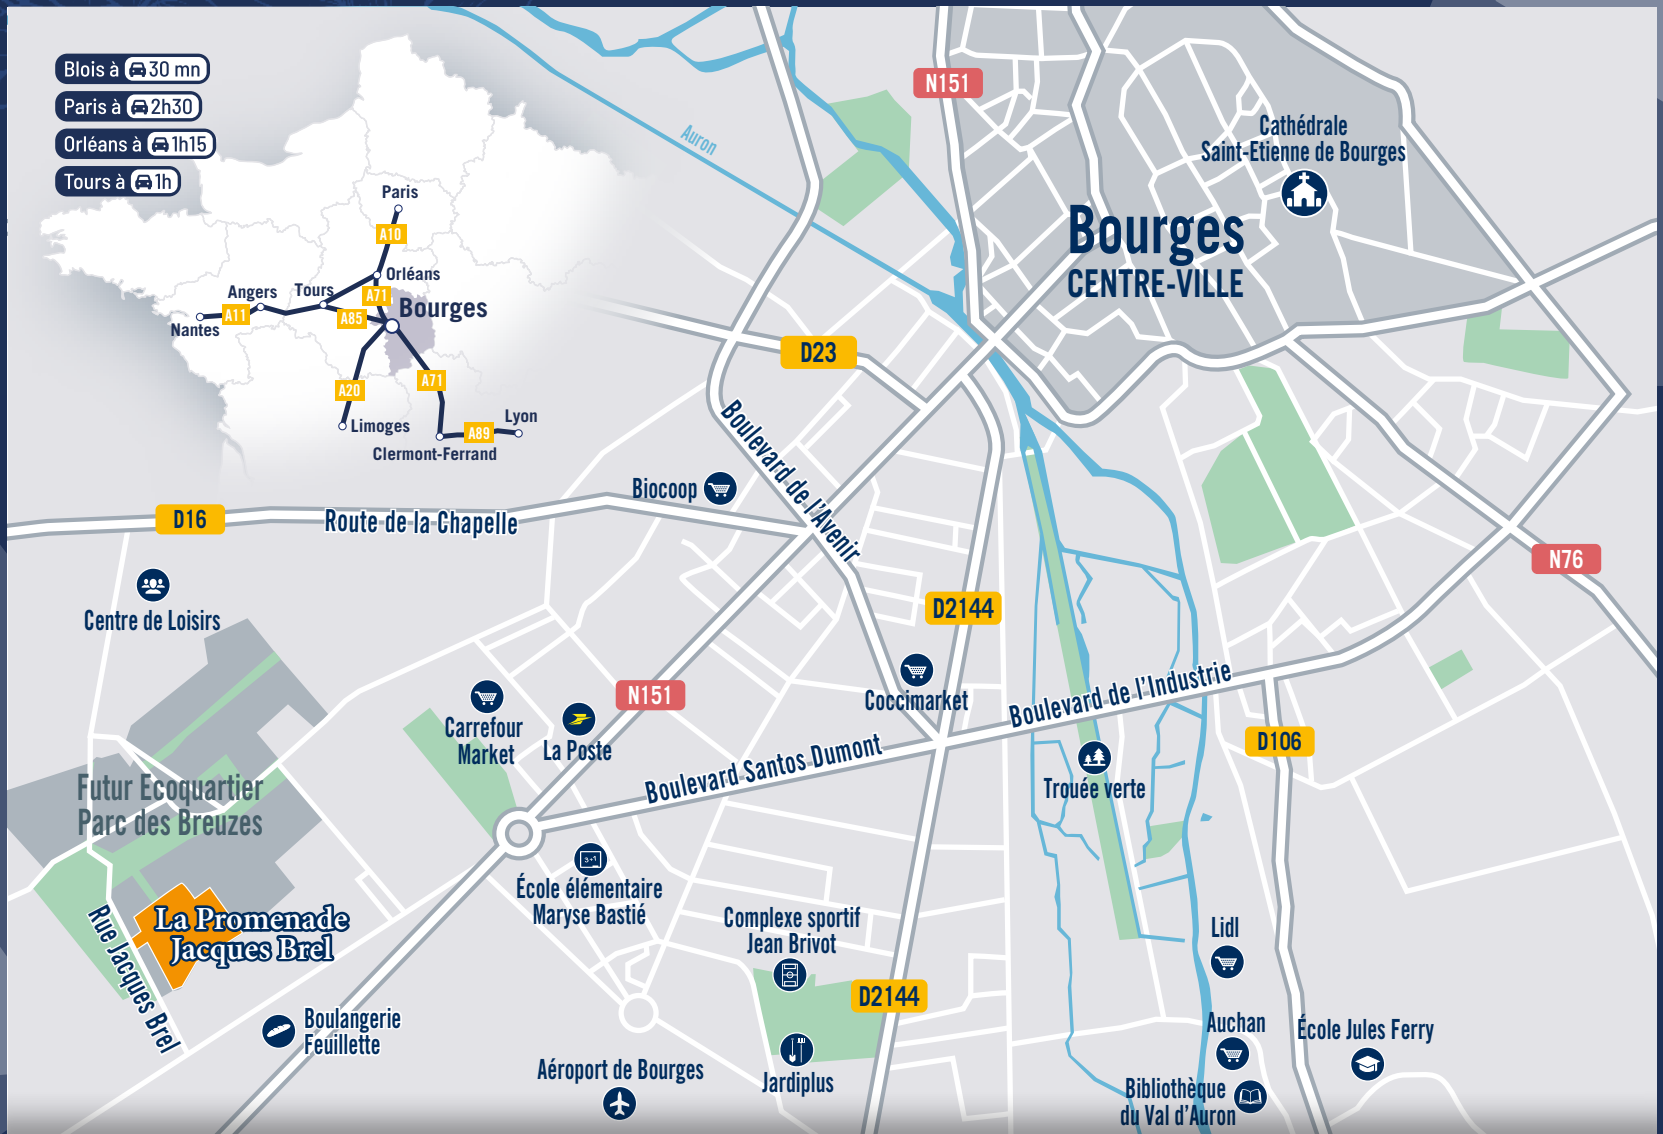 Blois à 30 mn
Paris à 2h30
Orléans à 1h15
Tours à 1h
Paris
A10
Orléans
A71
Angers
Tours
Bourges
A11
A85
Nantes
A20
A71
Limoges
A89
Lyon
Clermont-Ferrand
Auron
N151
Cathédrale
Saint-Etienne de Bourges
Bourges
CENTRE-VILLE
D23
Boulevard de l'Avenir
Biocoop
D16
Route de la Chapelle
N76
Centre de Loisirs
D2144
N151
Coccimarket
Boulevard de l'Industrie
Carrefour
Market
La Poste
Boulevard Santos Dumont
D106
Trouée verte
Futur Ecoquartier
Parc des Breuzes
3+1
École élémentaire
Maryse Bastié
La Promenade
Jacques Brel
Rue Jacques Brel
Complexe sportif
Jean Brivot
Lidl
D2144
Boulangerie
Feuillette
Auchan
École Jules Ferry
Aéroport de Bourges
Jardiplus
Bibliothèque
du Val d'Auron